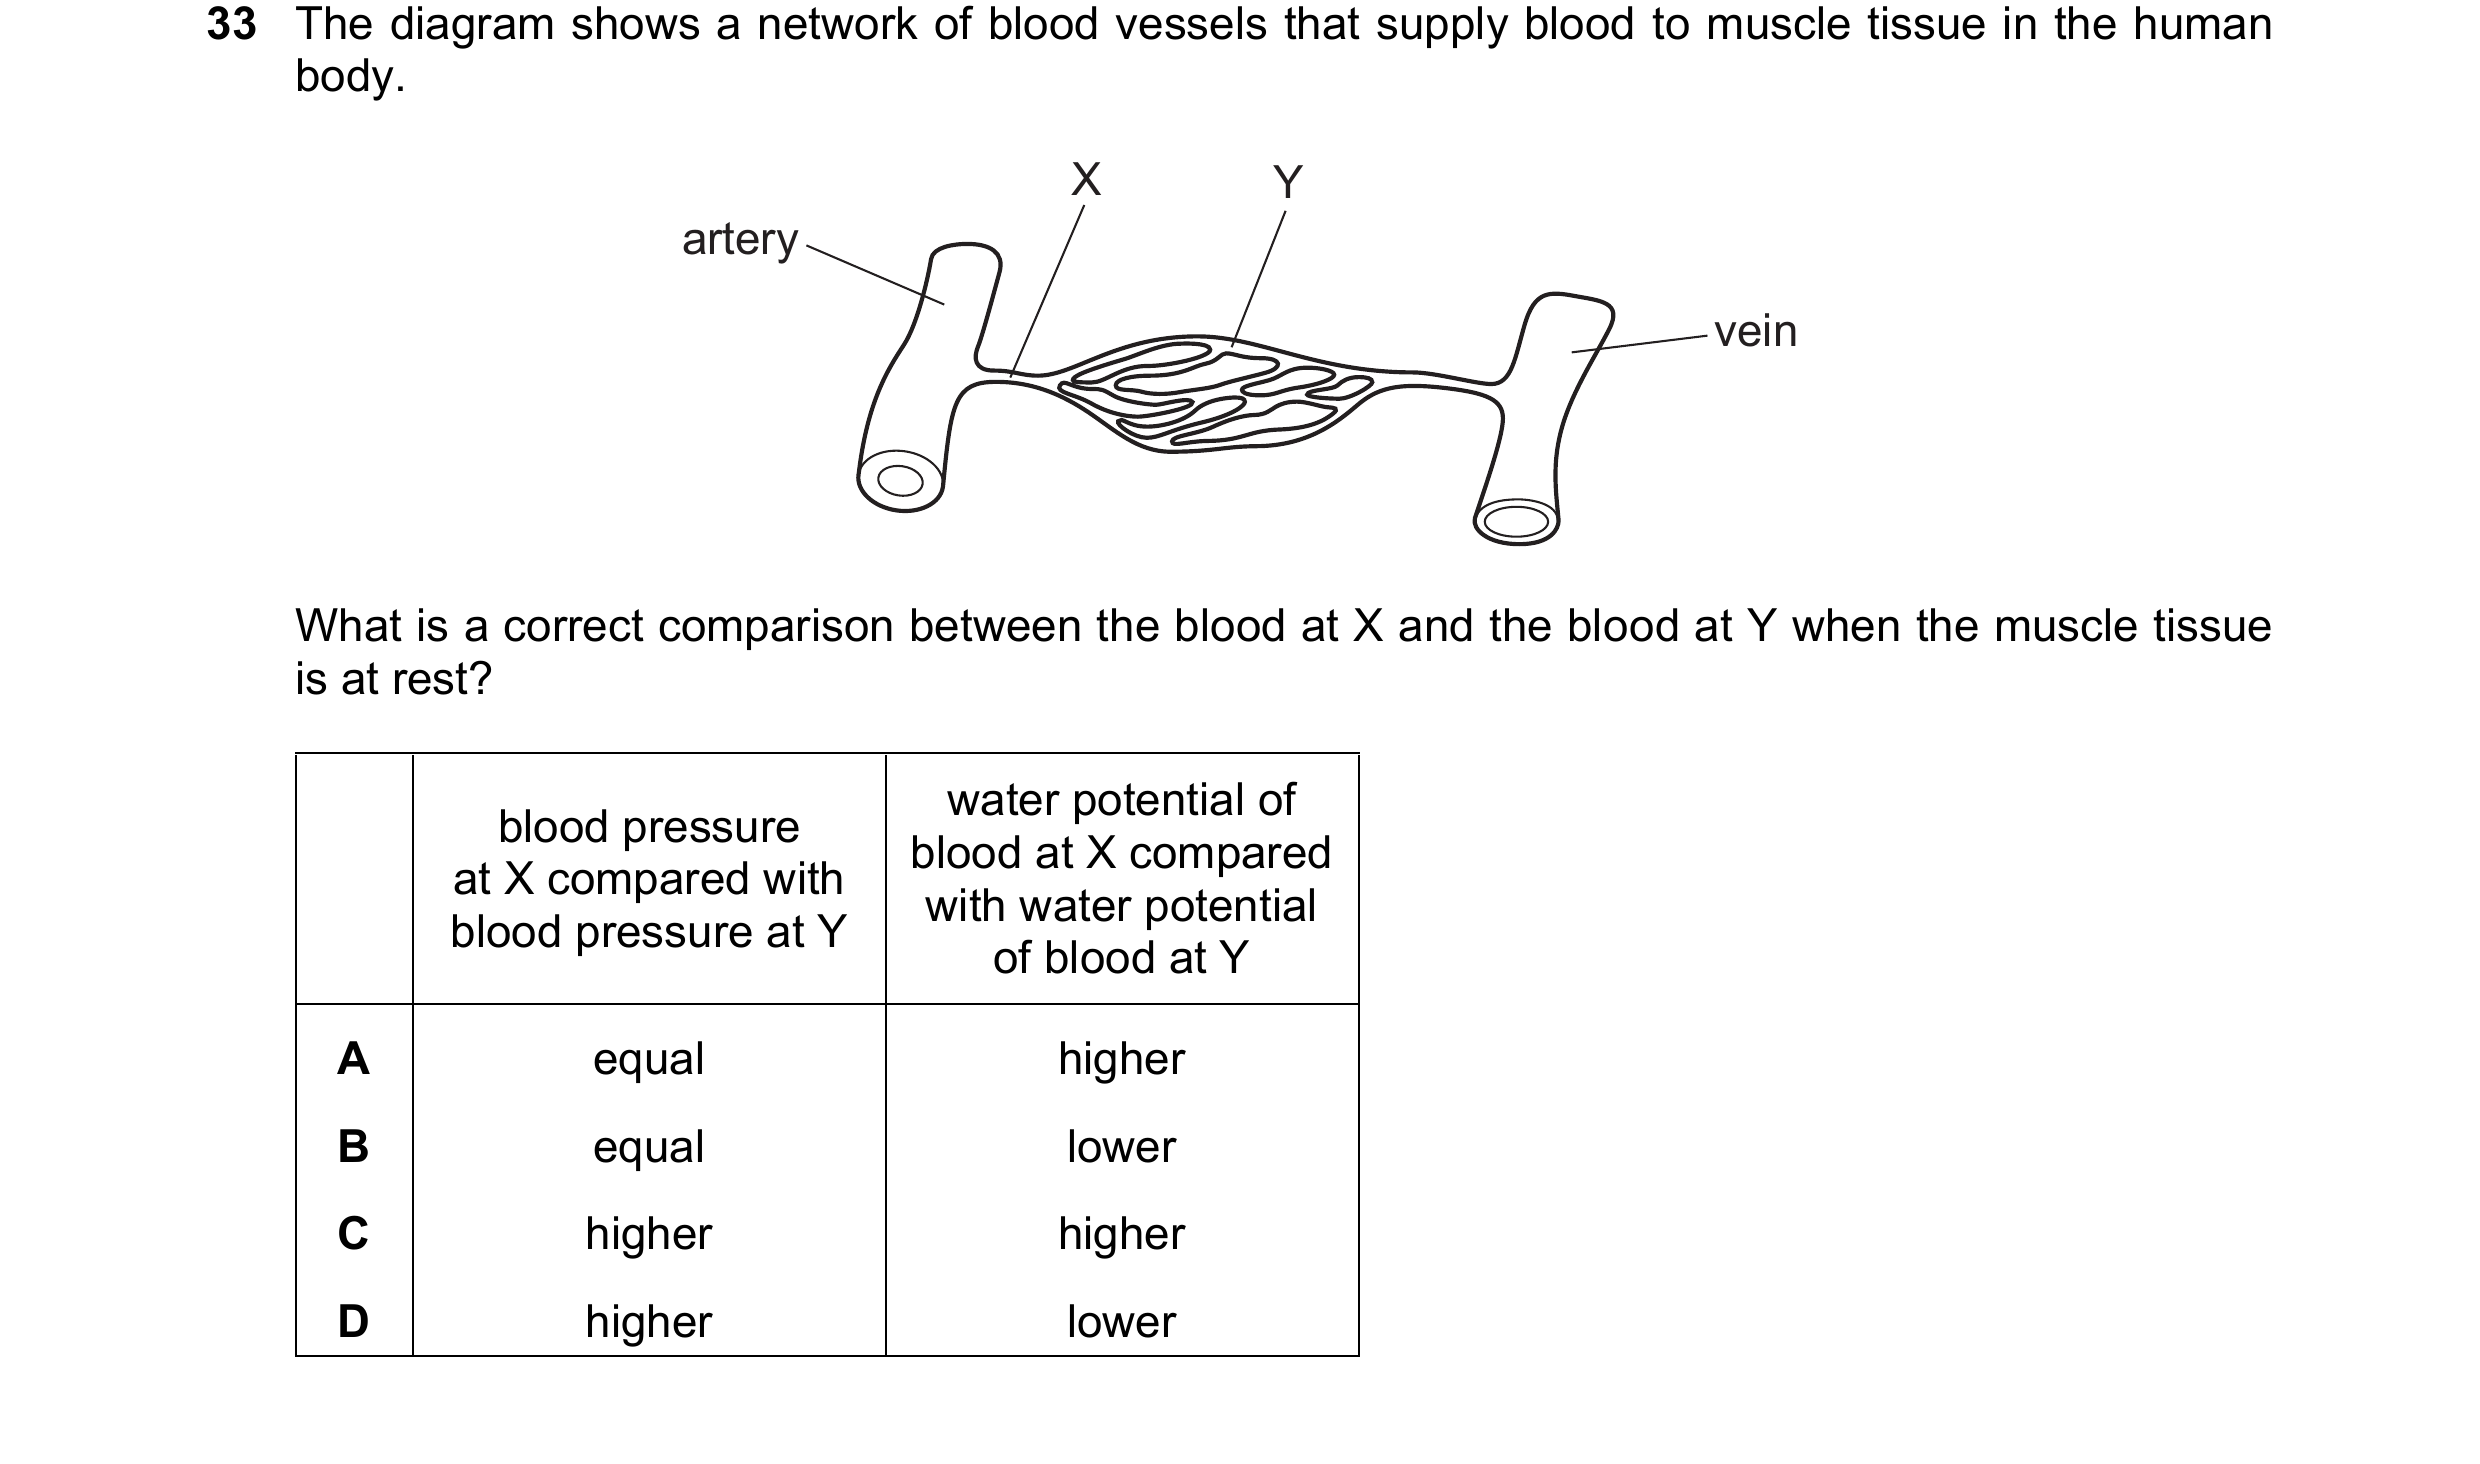 33 The diagram shows a network of blood vessels that supply blood to muscle tissue in the human
body.
X
Y
artery
vein
What is a correct comparison between the blood at X and the blood at Y when the muscle tissue
is at rest?
blood pressure
at X compared with
blood pressure at Y
water potential of
blood at X compared
with water potential
of blood at Y
A equal higher
B equal lower
C higher higher
D higher lower